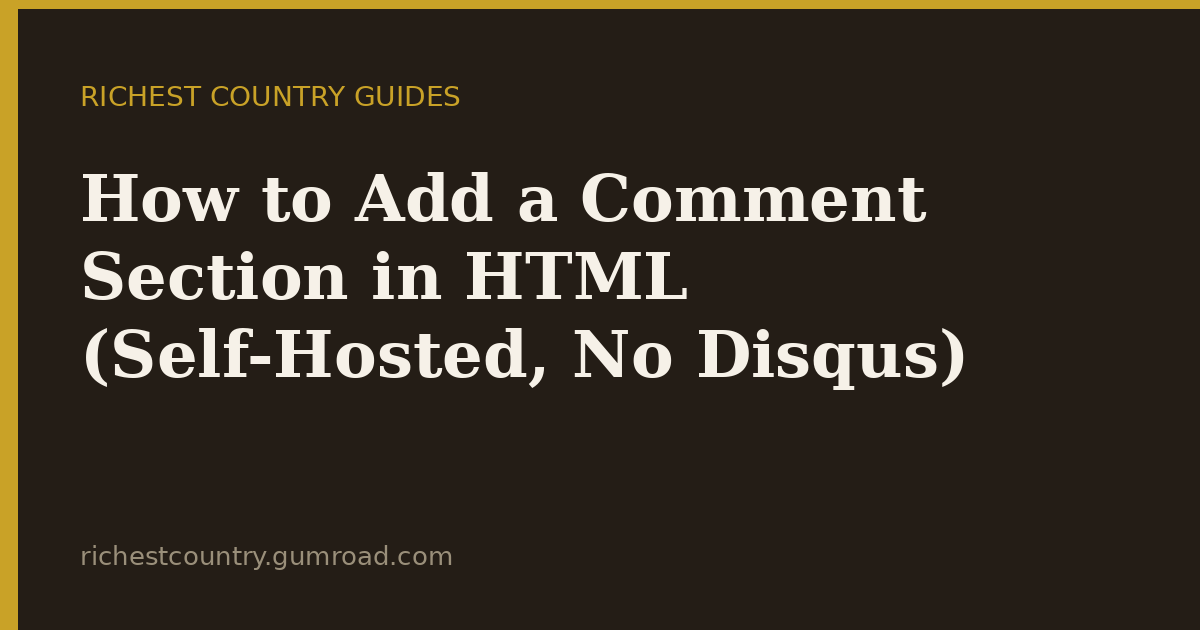 RICHEST COUNTRY GUIDES
How to Add a Comment
Section in HTML
(Self-Hosted, No Disqus)
richestcountry.gumroad.com